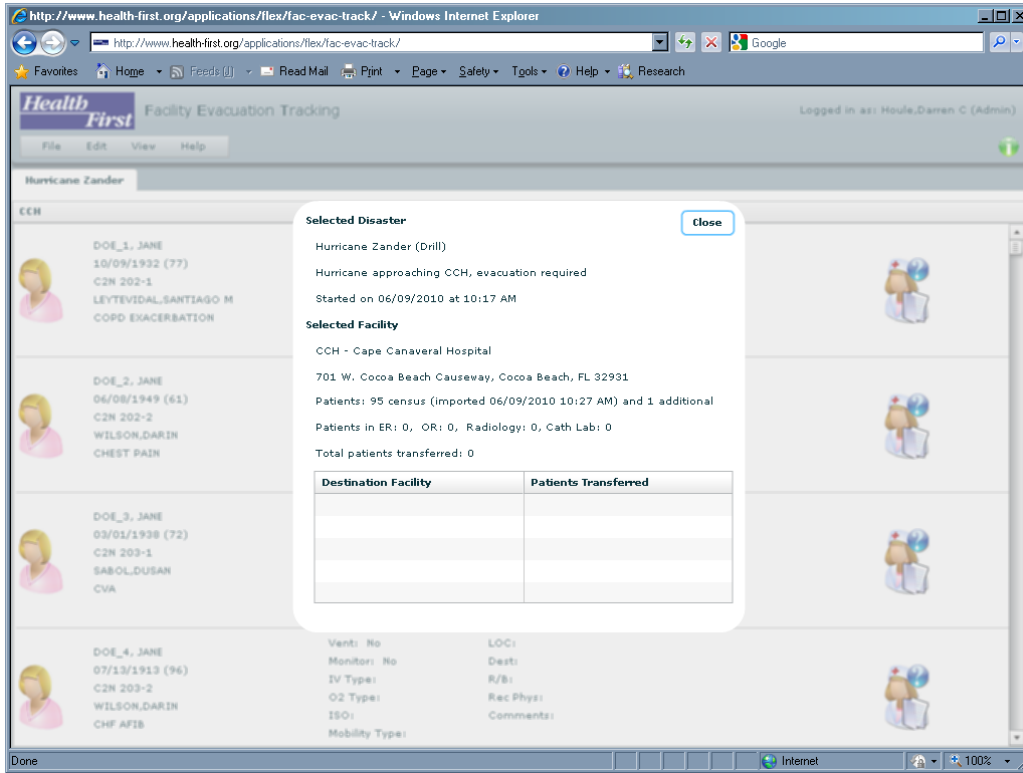 http://www.health-first.org/applications/flex/fac-evac-track/ - Windows Internet Explorer
http://www.health-first.org/applications/flex/fac-evac-track/
Google
Favorites Home Feeds (J) Read Mail Print Page Safety Tools Help Research
Health First
Facility Evacuation Tracking
Logged in as: Houle,Darren C (Admin)
File Edit View Help
Hurricane Zander
CCH
DOE_1, JANE
10/09/1932 (77)
C2N 202-1
LEYTEVIDAL,SANTIAGO M
COPD EXACERBATION
DOE_2, JANE
06/08/1949 (61)
C2N 202-2
WILSON,DARIN
CHEST PAIN
DOE_3, JANE
03/01/1938 (72)
C2N 203-1
SABOL,DUSAN
CVA
DOE_4, JANE
07/13/1913 (96)
C2N 203-2
WILSON,DARIN
CHF AFIB
Selected Disaster
Close
Hurricane Zander (Drill)
Hurricane approaching CCH, evacuation required
Started on 06/09/2010 at 10:17 AM
Selected Facility
CCH - Cape Canaveral Hospital
701 W. Cocoa Beach Causeway, Cocoa Beach, FL 32931
Patients: 95 census (imported 06/09/2010 10:27 AM) and 1 additional
Patients in ER: 0, OR: 0, Radiology: 0, Cath Lab: 0
Total patients transferred: 0
Destination Facility Patients Transferred
Vent: No LOC:
Monitor: No Dest:
IV Type: R/B:
O2 Type: Rec Phys:
ISO: Comments:
Mobility Type:
Done
Internet
100%